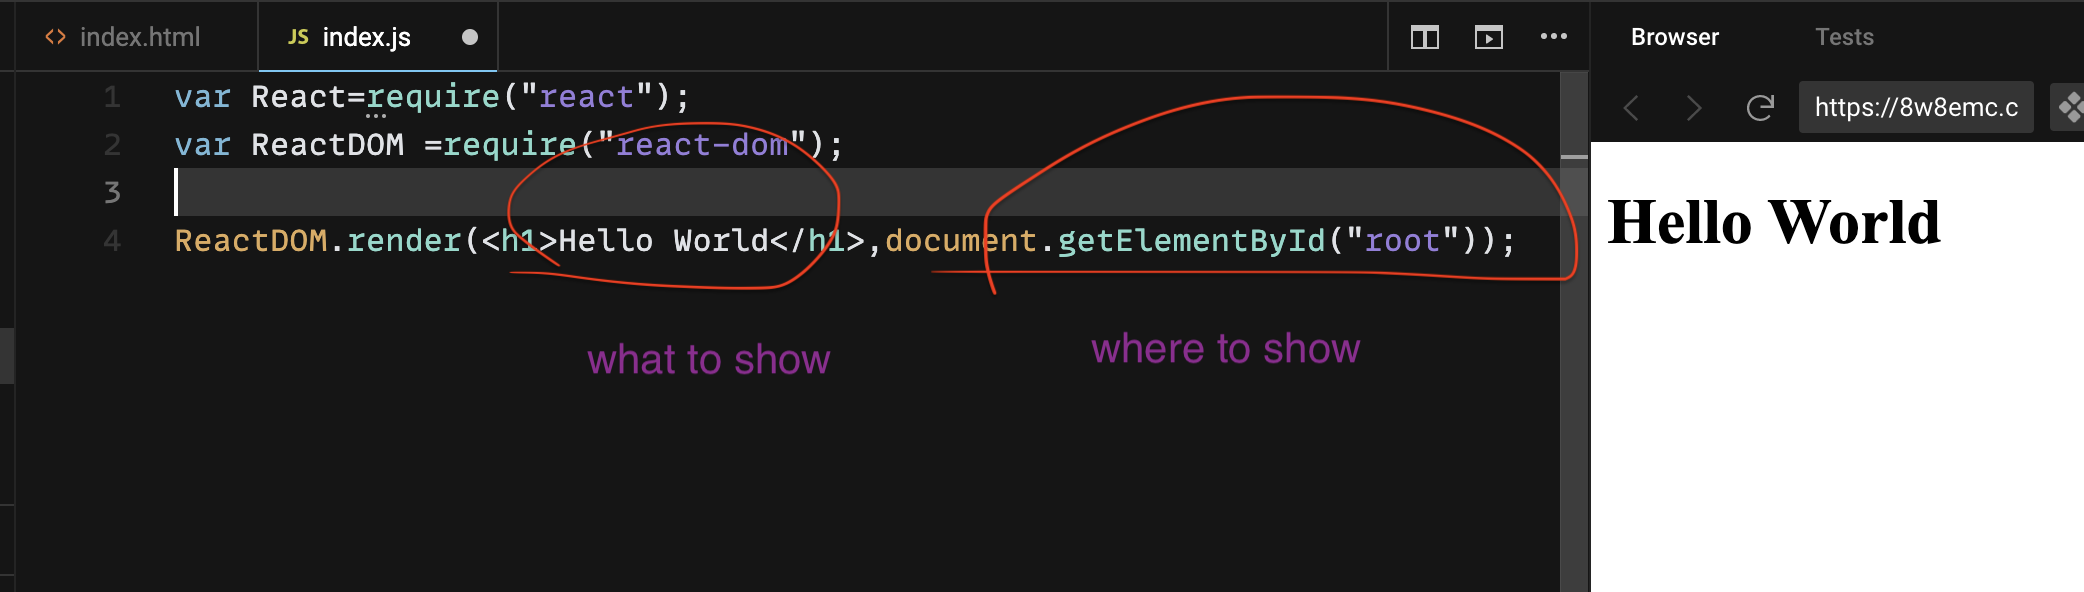 <> index.html
JS index.js
Browser
Tests
https://8w8emc.c
1 var React=require("react");
2 var ReactDOM =require("react-dom");
3
4 ReactDOM.render(<h1>Hello World</h1>,document.getElementById("root"));
what to show
where to show
Hello World